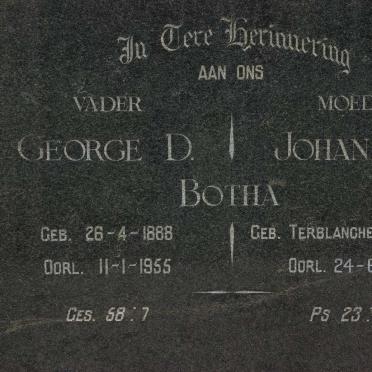 In Tere Herinnering
AAN ONS
VADER MOED
GEORGE D. JOHAN
BOTHA
GEB. 26-4-1888 GEB. TERBLANCHE
OORL. 11-1-1955 OORL. 24-6
GES. 58:7 PS 23: